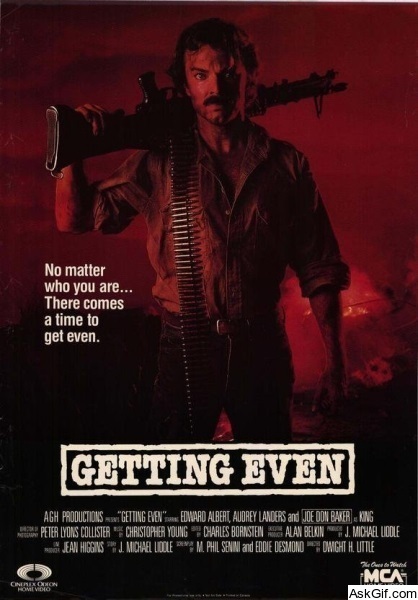 No matter
who you are...
There comes
a time to
get even.
GETTING EVEN
AGH PRODUCTIONS PRESENTS "GETTING EVEN" STARRING EDWARD ALBERT, AUDREY LANDERS and JOE DON BAKER AS KING
DIRECTOR OF PHOTOGRAPHY PETER LYONS COLLISTER MUSIC BY CHRISTOPHER YOUNG EDITED BY CHARLES BORNSTEIN EXECUTIVE PRODUCER ALAN BELKIN PRODUCED BY J. MICHAEL LIDDLE
JEAN HIGGINS STORY BY J. MICHAEL LIDDLE SCREENPLAY BY M. PHIL SENINI and EDDIE DESMOND DIRECTED BY DWIGHT H. LITTLE
CINEPLEX ODEON
HOME VIDEO
The Ones to Watch
MCA
AskGif.com